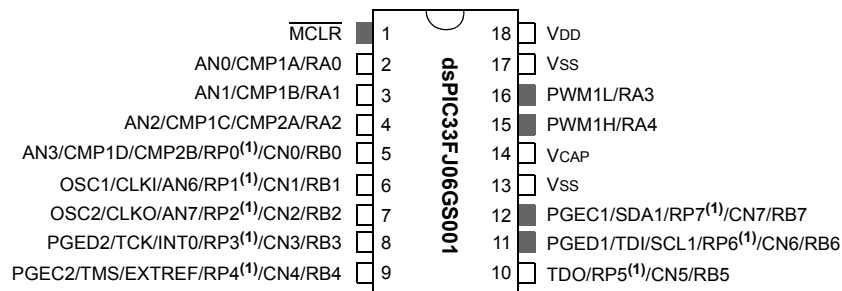 MCLR 1 18 VDD
AN0/CMP1A/RA0 2 17 VSS
AN1/CMP1B/RA1 3 16 PWM1L/RA3
AN2/CMP1C/CMP2A/RA2 4 15 PWM1H/RA4
AN3/CMP1D/CMP2B/RP0(1)/CN0/RB0 5 14 VCAP
OSC1/CLKI/AN6/RP1(1)/CN1/RB1 6 13 VSS
OSC2/CLKO/AN7/RP2(1)/CN2/RB2 7 12 PGEC1/SDA1/RP7(1)/CN7/RB7
PGED2/TCK/INT0/RP3(1)/CN3/RB3 8 11 PGED1/TDI/SCL1/RP6(1)/CN6/RB6
PGEC2/TMS/EXTREF/RP4(1)/CN4/RB4 9 10 TDO/RP5(1)/CN5/RB5
dsPIC33FJ06GS001